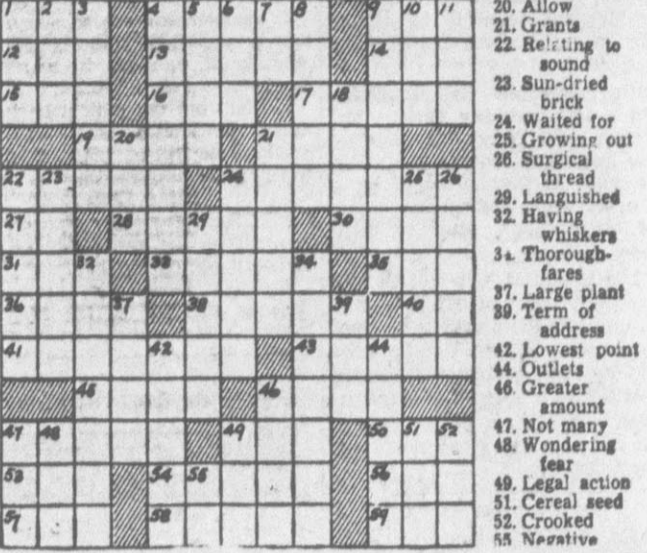 1 2 3 4 5 6 7 8 9 10 11
12 13 14
15 16 17 18
19 20 21
22 23 24 25 26
27 28 29 30
31 32 33 34 35
36 37 38 39 40
41 42 43 44
45 46
47 48 49 50 51 52
53 54 55 56
57 58 59
20. Allow
21. Grants
22. Relating to
sound
23. Sun-dried
brick
24. Waited for
25. Growing out
26. Surgical
thread
29. Languished
32. Having
whiskers
34. Thorough-
fares
37. Large plant
39. Term of
address
42. Lowest point
44. Outlets
46. Greater
amount
47. Not many
48. Wondering
fear
49. Legal action
51. Cereal seed
52. Crooked
55. Negative